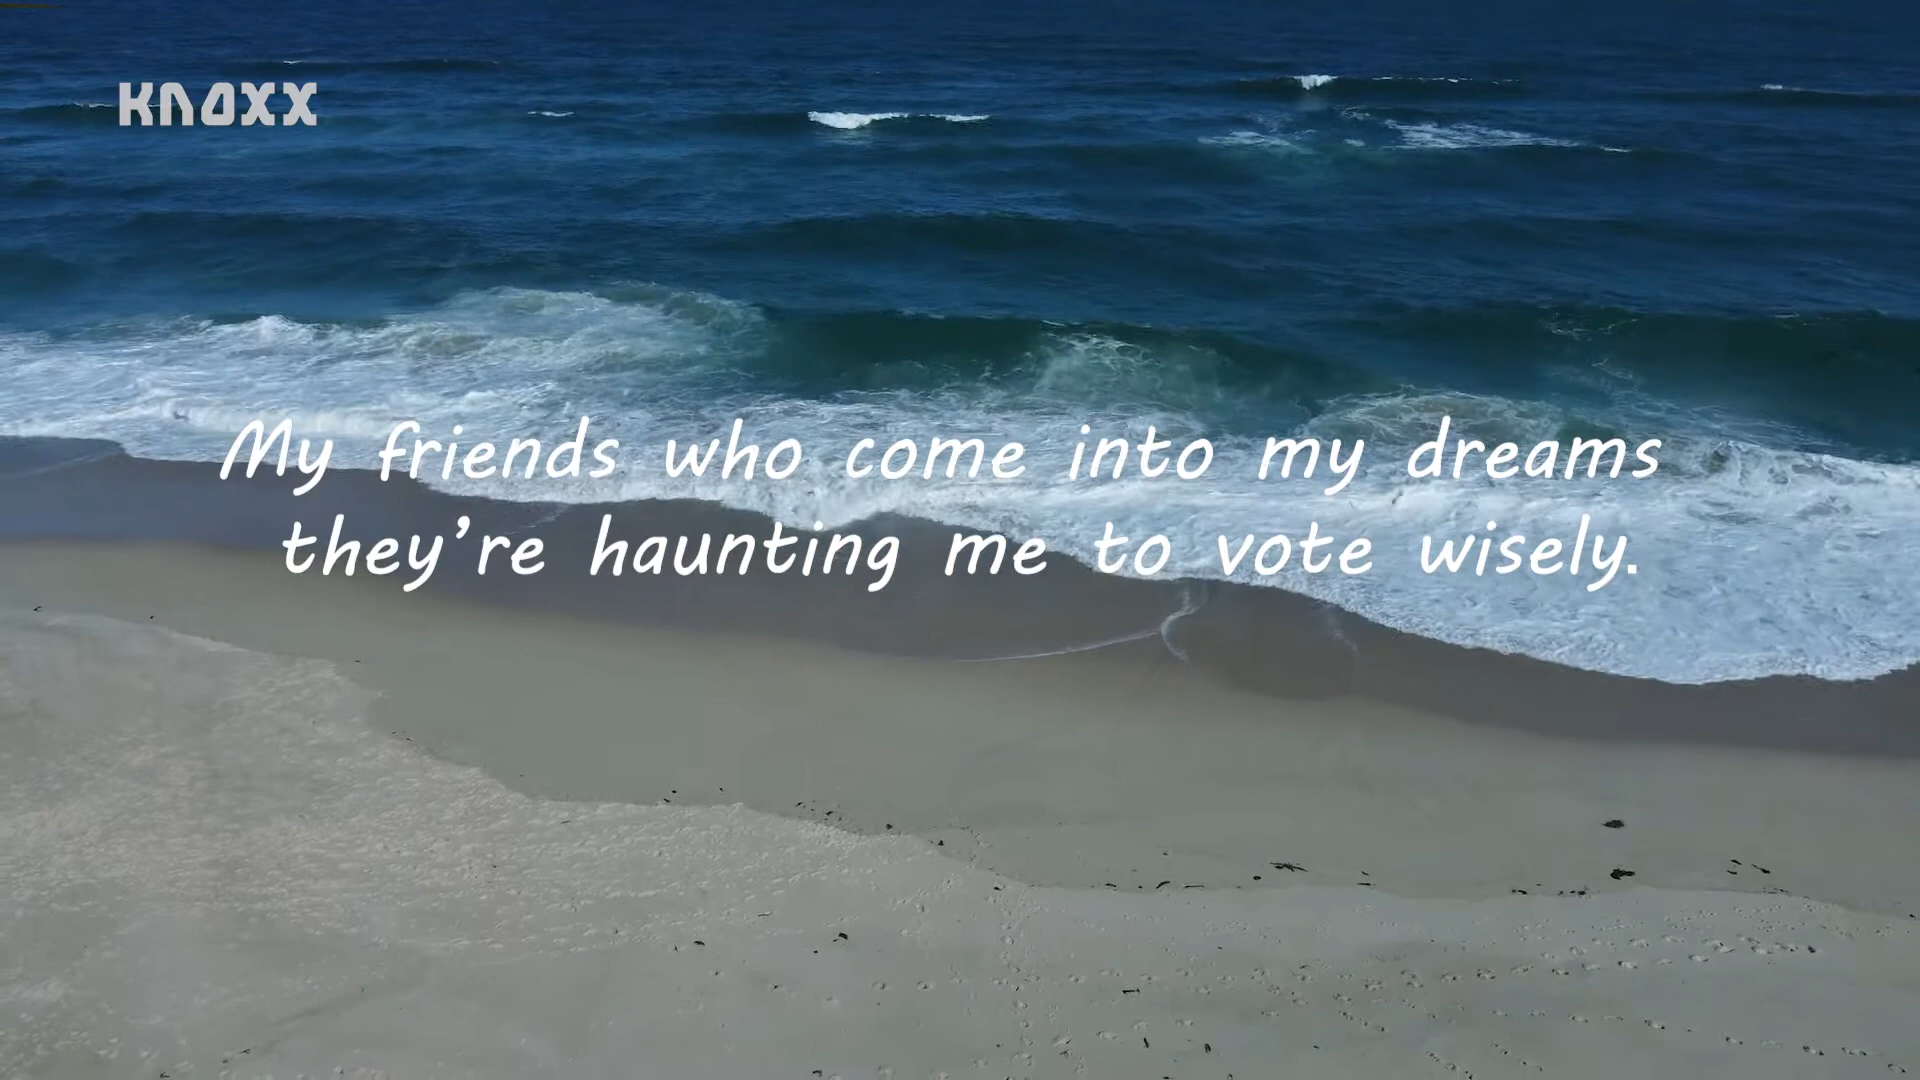 KNOXX
My friends who come into my dreams
they’re haunting me to vote wisely.